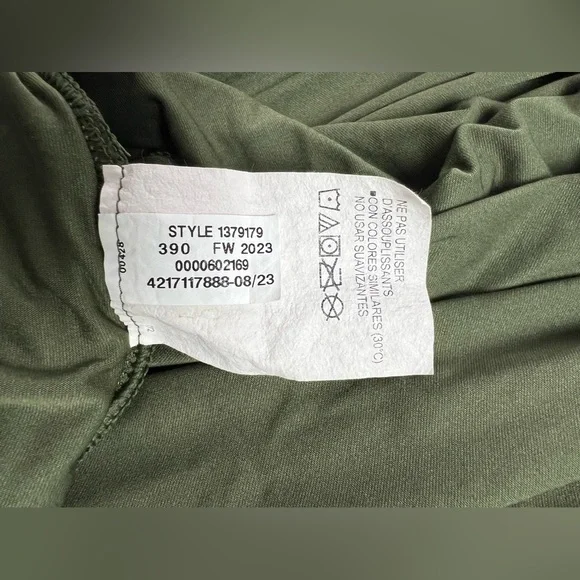 STYLE 1379179
390 FW 2023
0000602169
4217117888-08/23
NE PAS UTILISER
D'ASSOUPLISSANTS
■CON COLORES SIMILARES (30°C)
NO USAR SUAVIZANTES